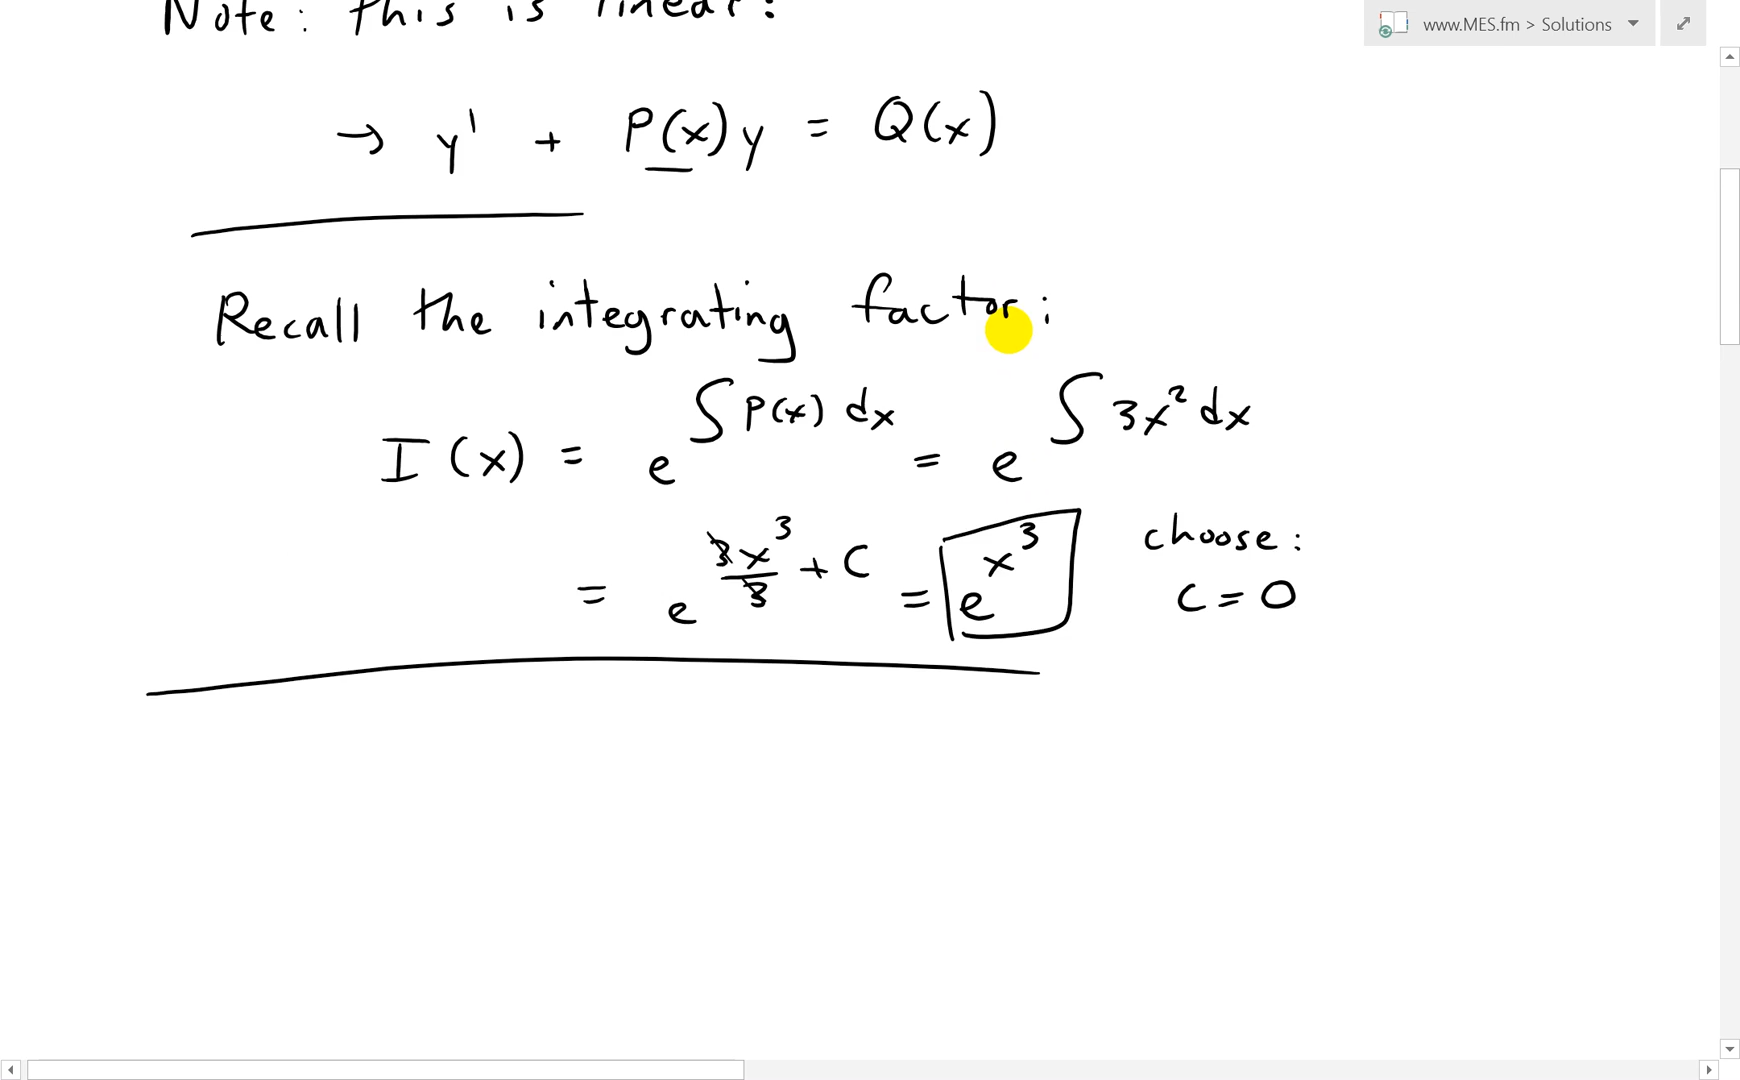 Note: this is linear:
www.MES.fm > Solutions
→ y' + P(x)y = Q(x)
Recall the integrating factor:
I(x) = e^∫P(x) dx = e^∫3x² dx
= e^(3x³/3 + C) = e^x³ choose:
C = 0